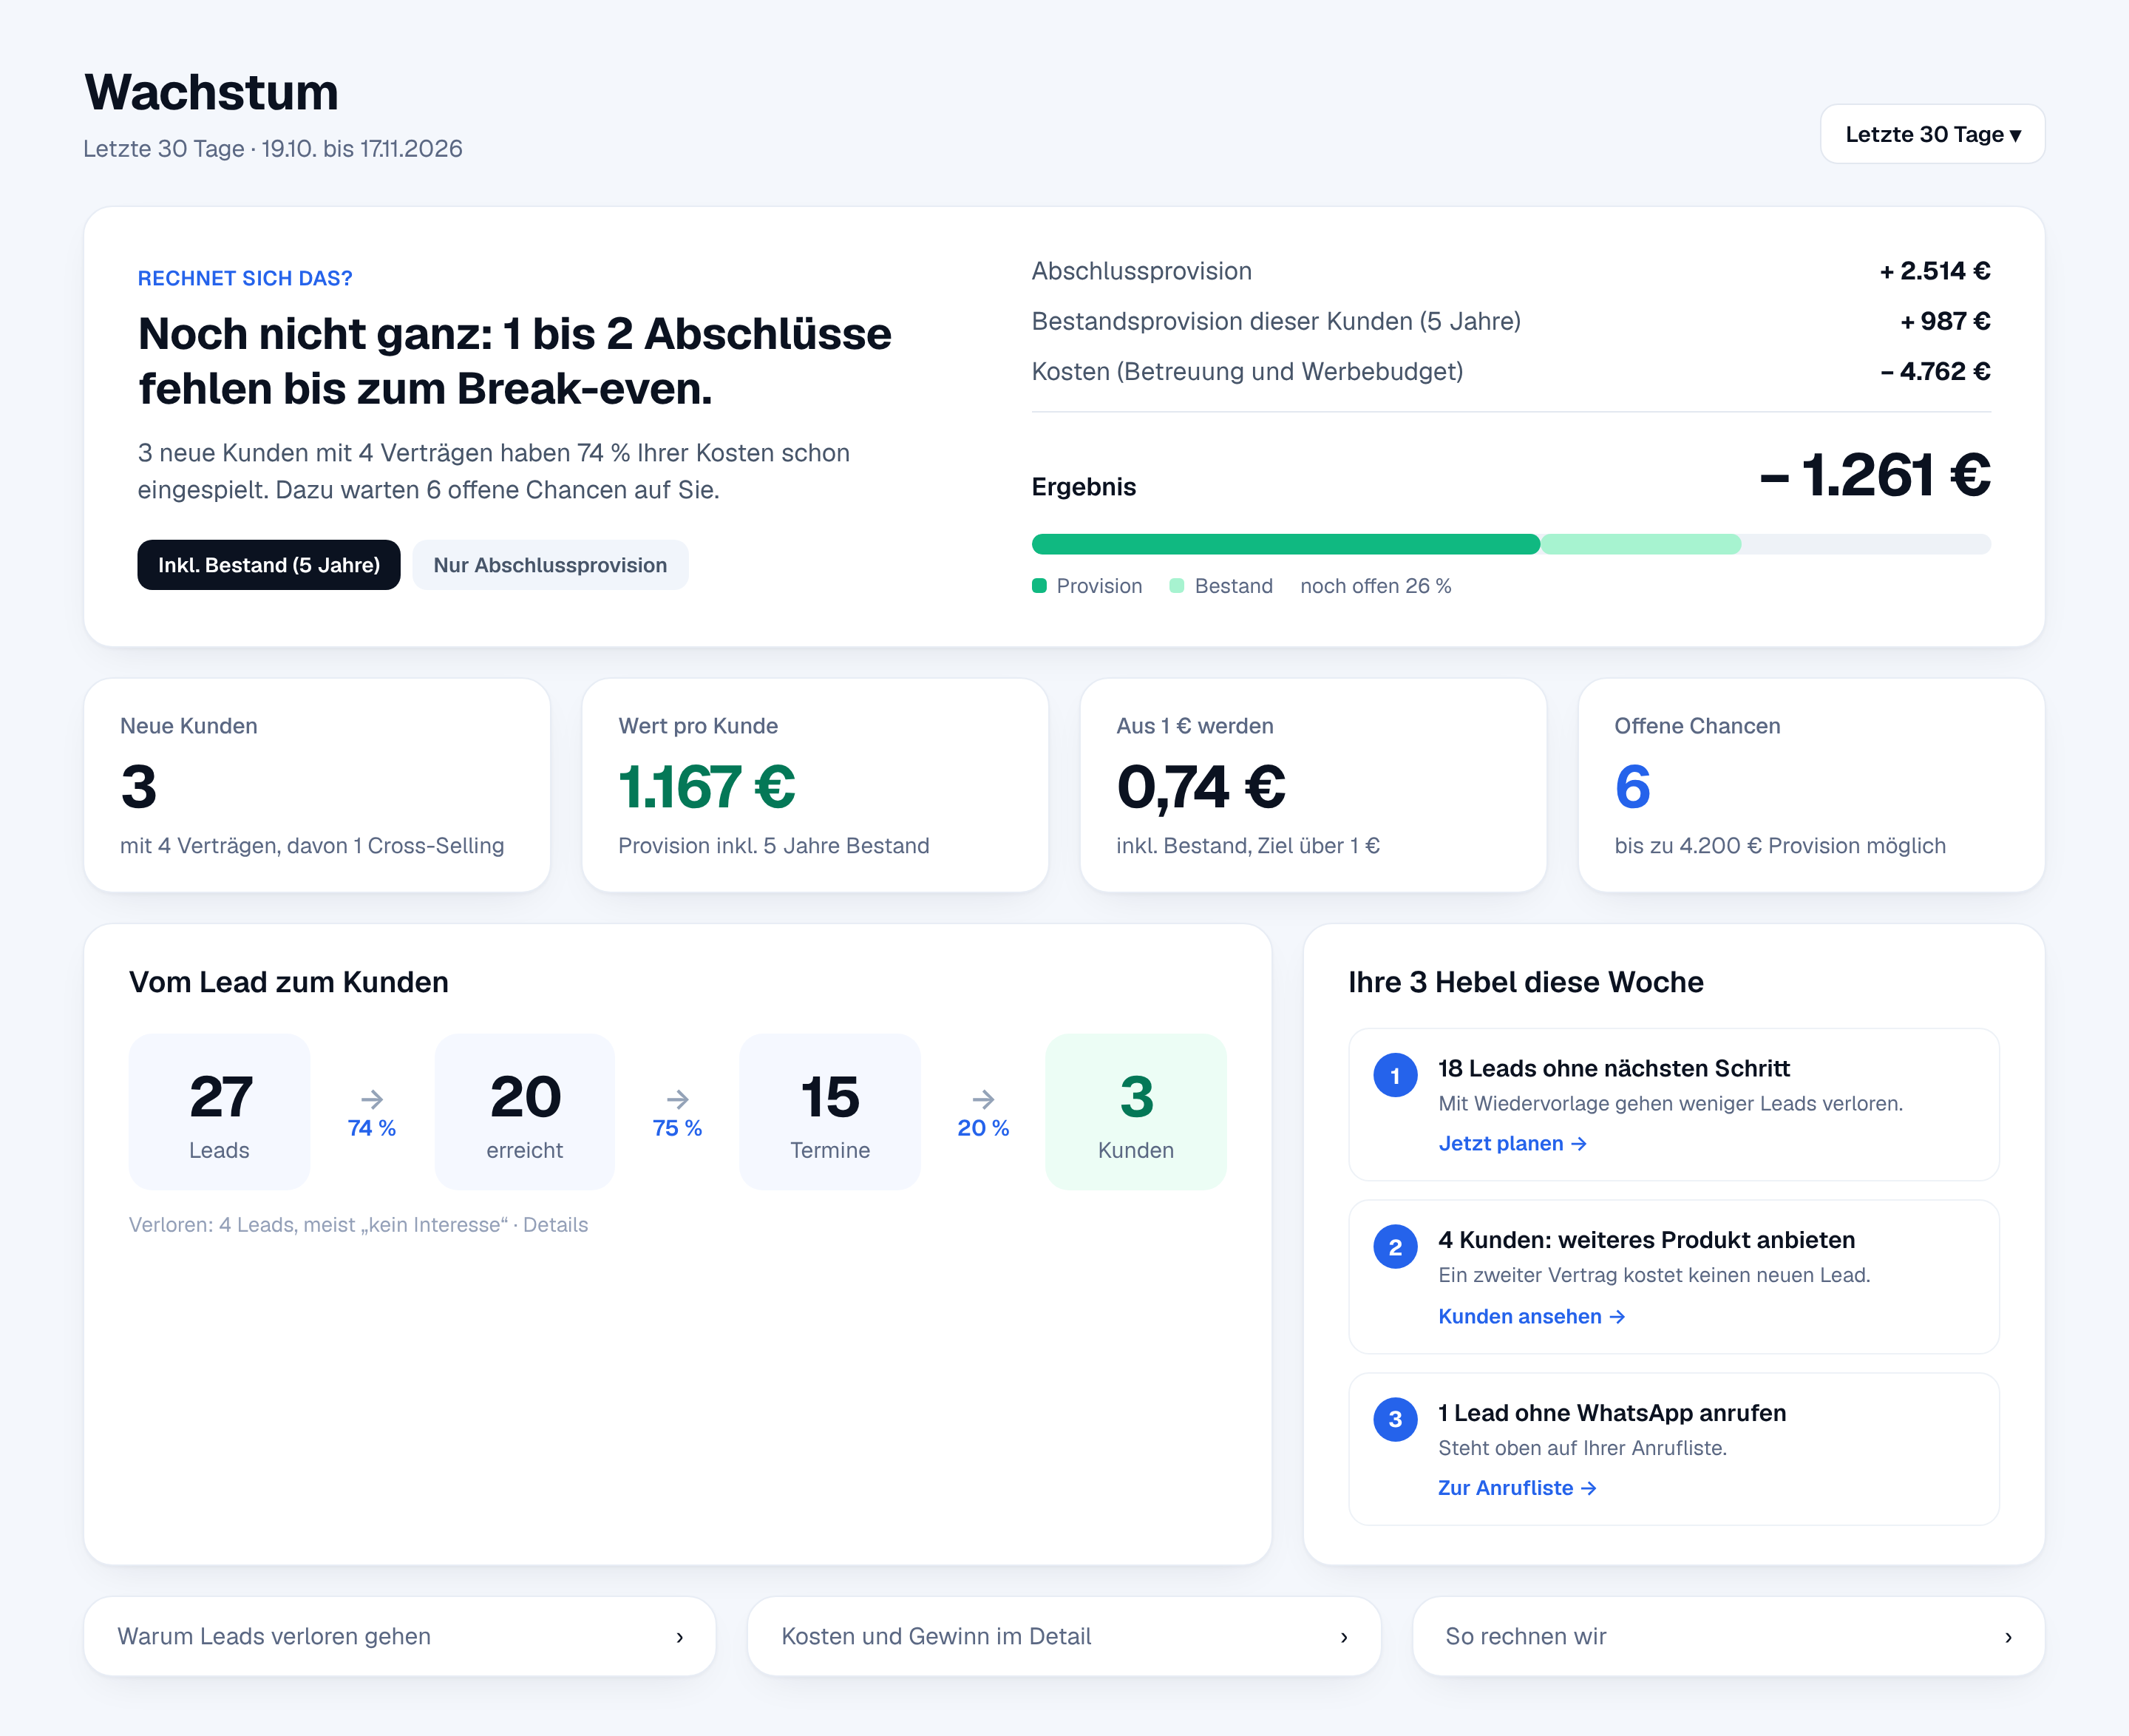 Wachstum
Letzte 30 Tage · 19.10. bis 17.11.2026
Letzte 30 Tage ▾
RECHNET SICH DAS?
Noch nicht ganz: 1 bis 2 Abschlüsse
fehlen bis zum Break-even.
3 neue Kunden mit 4 Verträgen haben 74 % Ihrer Kosten schon
eingespielt. Dazu warten 6 offene Chancen auf Sie.
Inkl. Bestand (5 Jahre)
Nur Abschlussprovision
Abschlussprovision + 2.514 €
Bestandsprovision dieser Kunden (5 Jahre) + 987 €
Kosten (Betreuung und Werbebudget) – 4.762 €
Ergebnis – 1.261 €
Provision Bestand noch offen 26 %
Neue Kunden
3
mit 4 Verträgen, davon 1 Cross-Selling
Wert pro Kunde
1.167 €
Provision inkl. 5 Jahre Bestand
Aus 1 € werden
0,74 €
inkl. Bestand, Ziel über 1 €
Offene Chancen
6
bis zu 4.200 € Provision möglich
Vom Lead zum Kunden
27
Leads
→
74 %
20
erreicht
→
75 %
15
Termine
→
20 %
3
Kunden
Verloren: 4 Leads, meist „kein Interesse“ · Details
Ihre 3 Hebel diese Woche
1
18 Leads ohne nächsten Schritt
Mit Wiedervorlage gehen weniger Leads verloren.
Jetzt planen →
2
4 Kunden: weiteres Produkt anbieten
Ein zweiter Vertrag kostet keinen neuen Lead.
Kunden ansehen →
3
1 Lead ohne WhatsApp anrufen
Steht oben auf Ihrer Anrufliste.
Zur Anrufliste →
Warum Leads verloren gehen ›
Kosten und Gewinn im Detail ›
So rechnen wir ›